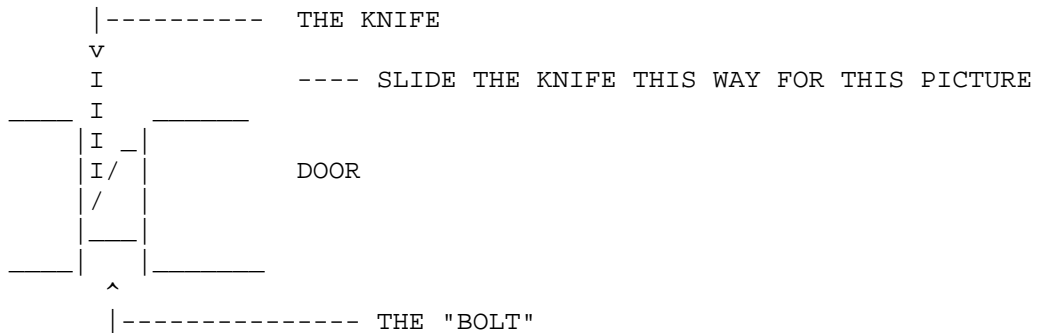 THE KNIFE
SLIDE THE KNIFE THIS WAY FOR THIS PICTURE
DOOR
THE "BOLT"